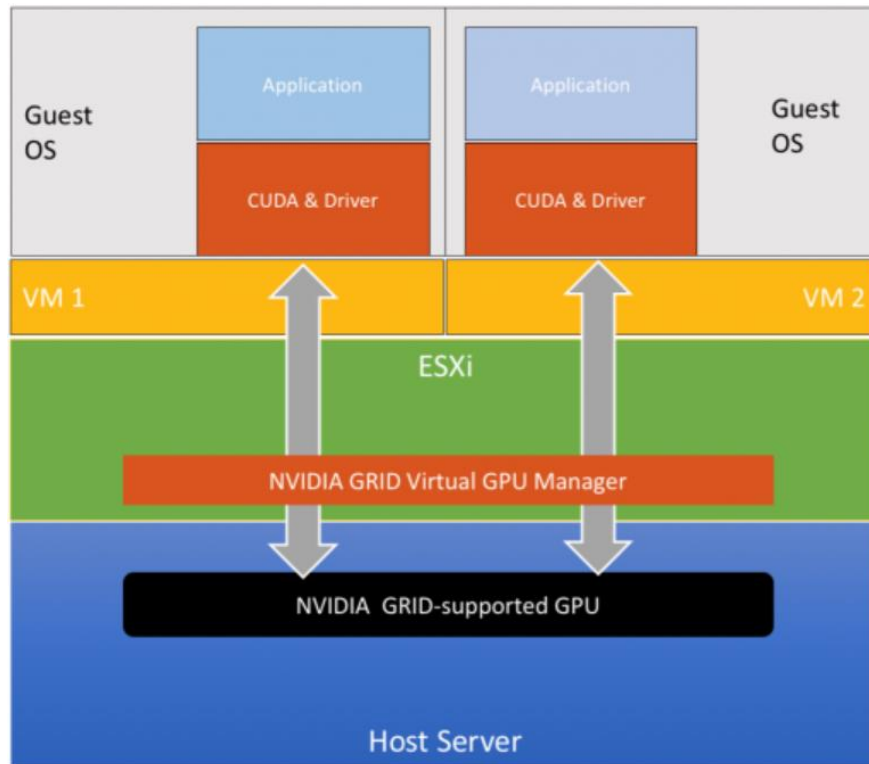 Application
Application
Guest
OS
Guest
OS
CUDA & Driver
CUDA & Driver
VM 1
VM 2
ESXi
NVIDIA GRID Virtual GPU Manager
NVIDIA GRID-supported GPU
Host Server